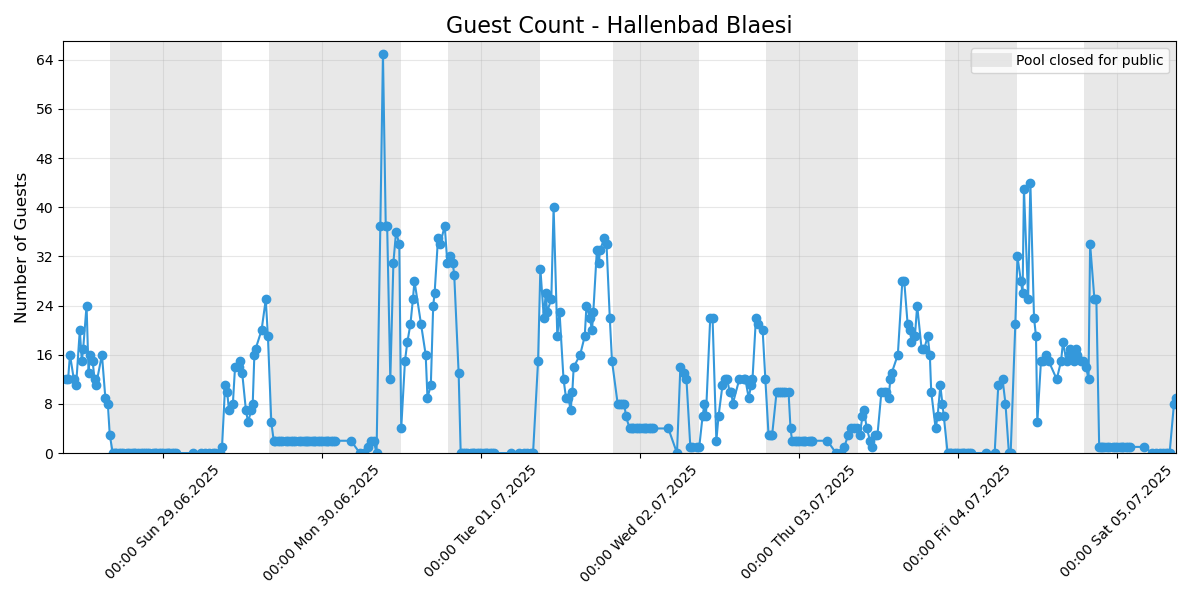 Guest Count - Hallenbad Blaesi
Pool closed for public
Number of Guests
64
56
48
40
32
24
16
8
0
00:00 Sun 29.06.2025
00:00 Mon 30.06.2025
00:00 Tue 01.07.2025
00:00 Wed 02.07.2025
00:00 Thu 03.07.2025
00:00 Fri 04.07.2025
00:00 Sat 05.07.2025